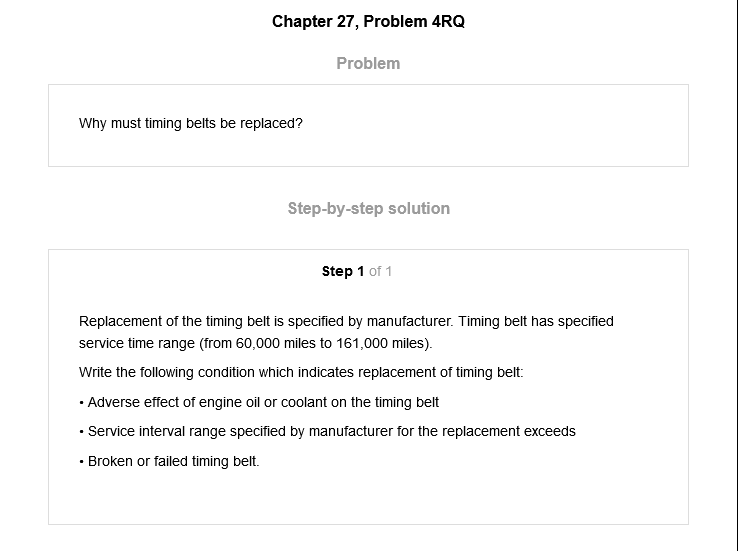 Chapter 27, Problem 4RQ
Problem
Why must timing belts be replaced?
Step-by-step solution
Step 1 of 1
Replacement of the timing belt is specified by manufacturer. Timing belt has specified
service time range (from 60,000 miles to 161,000 miles).
Write the following condition which indicates replacement of timing belt:
• Adverse effect of engine oil or coolant on the timing belt
• Service interval range specified by manufacturer for the replacement exceeds
• Broken or failed timing belt.